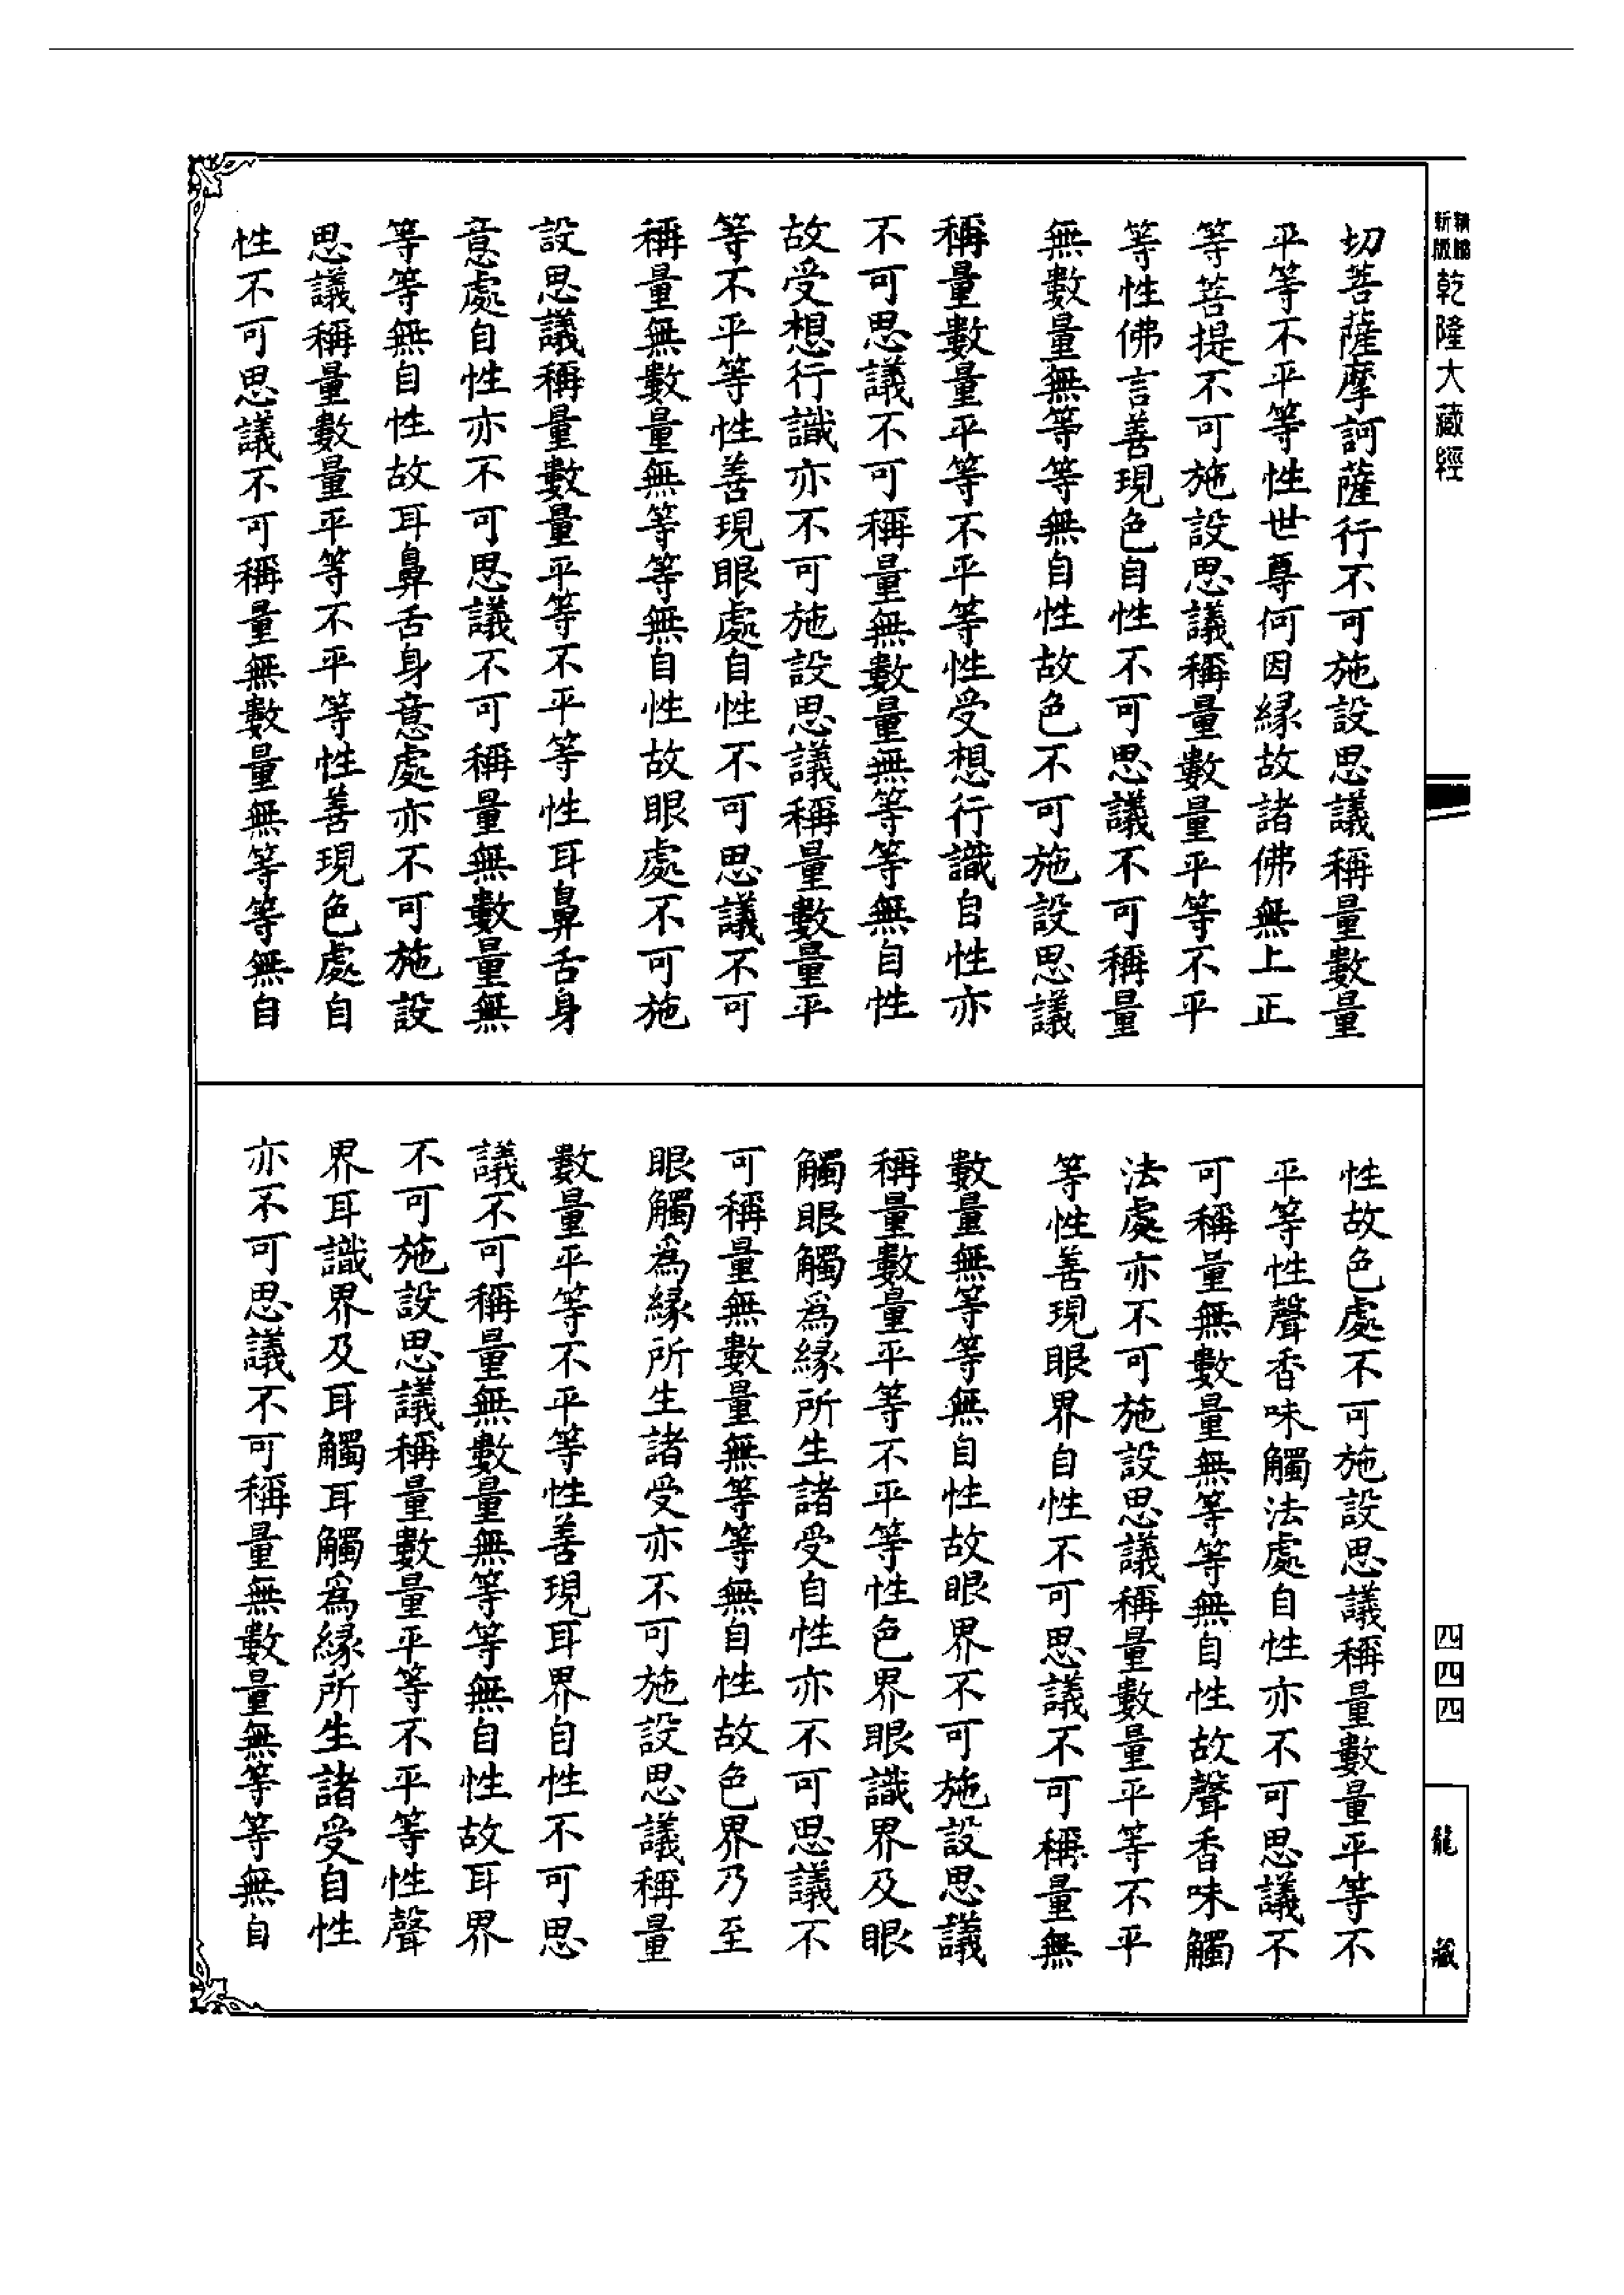 精縮
新版
乾隆大藏經
四四四
龍藏
切菩薩摩訶薩行不可施設思議稱量數量
平等不平等性世尊何因緣故諸佛無上正
等菩提不可施設思議稱量數量平等不平
等性佛言善現色自性不可思議不可稱量
無數量無等等無自性故色不可施設思議
稱量數量平等不平等性受想行識自性亦
不可思議不可稱量無數量無等等無自性
故受想行識亦不可施設思議稱量數量平
等不平等性善現眼處自性不可思議不可
稱量無數量無等等無自性故眼處不可施
設思議稱量數量平等不平等性耳鼻舌身
意處自性亦不可思議不可稱量無數量無
等等無自性故耳鼻舌身意處亦不可施設
思議稱量數量平等不平等性善現色處自
性不可思議不可稱量無數量無等等無自
性故色處不可施設思議稱量數量平等不
平等性聲香味觸法處自性亦不可思議不
可稱量無數量無等等無自性故聲香味觸
法處亦不可施設思議稱量數量平等不平
等性善現眼界自性不可思議不可稱量無
數量無等等無自性故眼界不可施設思議
稱量數量平等不平等性色界眼識界及眼
觸眼觸爲緣所生諸受自性亦不可思議不
可稱量無數量無等等無自性故色界乃至
眼觸爲緣所生諸受亦不可施設思議稱量
數量平等不平等性善現耳界自性不可思
議不可稱量無數量無等等無自性故耳界
不可施設思議稱量數量平等不平等性聲
界耳識界及耳觸耳觸爲緣所生諸受自性
亦不可思議不可稱量無數量無等等無自